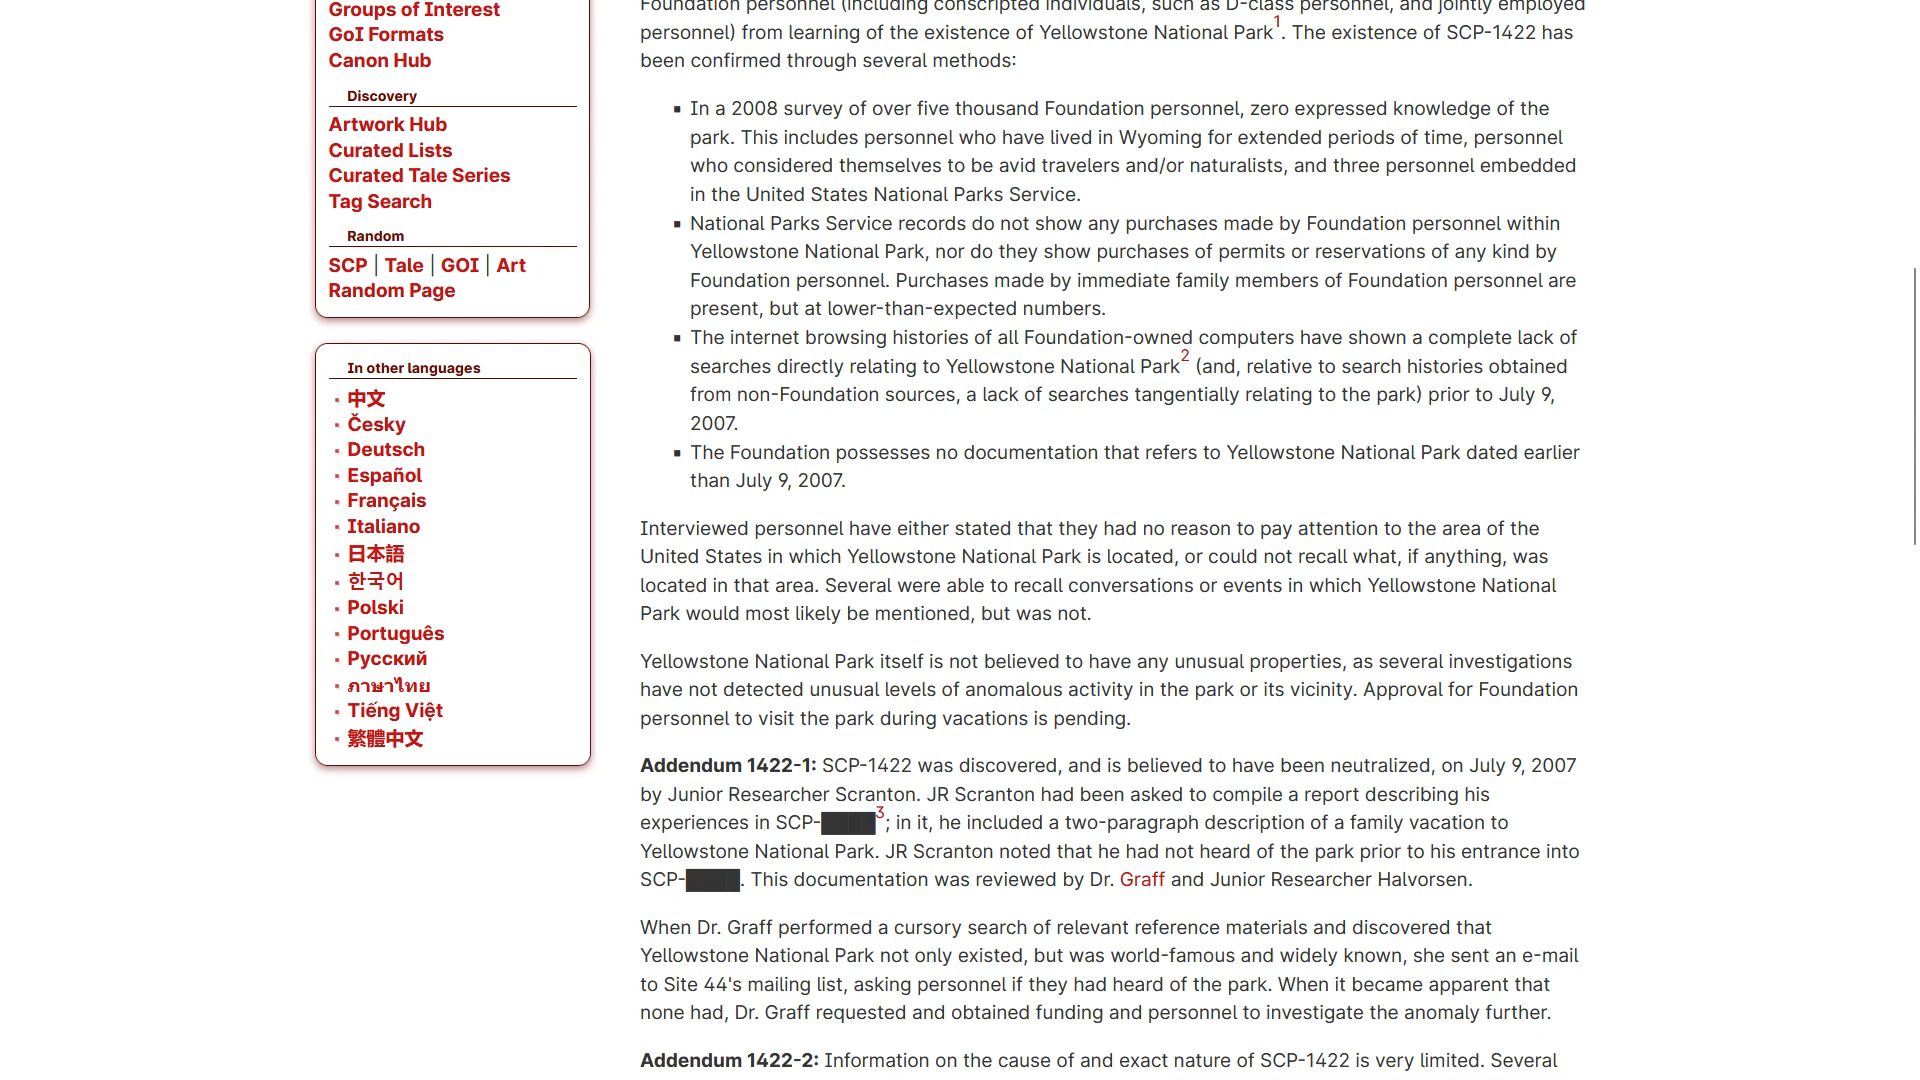 Groups of Interest
GoI Formats
Canon Hub
Discovery
Artwork Hub
Curated Lists
Curated Tale Series
Tag Search
Random
SCP | Tale | GOI | Art
Random Page
In other languages
中文
Česky
Deutsch
Español
Français
Italiano
日本語
한국어
Polski
Português
Русский
ภาษาไทย
Tiếng Việt
繁體中文
Foundation personnel (including conscripted individuals, such as D-class personnel, and jointly employed
personnel) from learning of the existence of Yellowstone National Park1. The existence of SCP-1422 has
been confirmed through several methods:
In a 2008 survey of over five thousand Foundation personnel, zero expressed knowledge of the
park. This includes personnel who have lived in Wyoming for extended periods of time, personnel
who considered themselves to be avid travelers and/or naturalists, and three personnel embedded
in the United States National Parks Service.
National Parks Service records do not show any purchases made by Foundation personnel within
Yellowstone National Park, nor do they show purchases of permits or reservations of any kind by
Foundation personnel. Purchases made by immediate family members of Foundation personnel are
present, but at lower-than-expected numbers.
The internet browsing histories of all Foundation-owned computers have shown a complete lack of
searches directly relating to Yellowstone National Park2 (and, relative to search histories obtained
from non-Foundation sources, a lack of searches tangentially relating to the park) prior to July 9,
2007.
The Foundation possesses no documentation that refers to Yellowstone National Park dated earlier
than July 9, 2007.
Interviewed personnel have either stated that they had no reason to pay attention to the area of the
United States in which Yellowstone National Park is located, or could not recall what, if anything, was
located in that area. Several were able to recall conversations or events in which Yellowstone National
Park would most likely be mentioned, but was not.
Yellowstone National Park itself is not believed to have any unusual properties, as several investigations
have not detected unusual levels of anomalous activity in the park or its vicinity. Approval for Foundation
personnel to visit the park during vacations is pending.
Addendum 1422-1: SCP-1422 was discovered, and is believed to have been neutralized, on July 9, 2007
by Junior Researcher Scranton. JR Scranton had been asked to compile a report describing his
experiences in SCP-████3; in it, he included a two-paragraph description of a family vacation to
Yellowstone National Park. JR Scranton noted that he had not heard of the park prior to his entrance into
SCP-████. This documentation was reviewed by Dr. Graff and Junior Researcher Halvorsen.
When Dr. Graff performed a cursory search of relevant reference materials and discovered that
Yellowstone National Park not only existed, but was world-famous and widely known, she sent an e-mail
to Site 44's mailing list, asking personnel if they had heard of the park. When it became apparent that
none had, Dr. Graff requested and obtained funding and personnel to investigate the anomaly further.
Addendum 1422-2: Information on the cause of and exact nature of SCP-1422 is very limited. Several